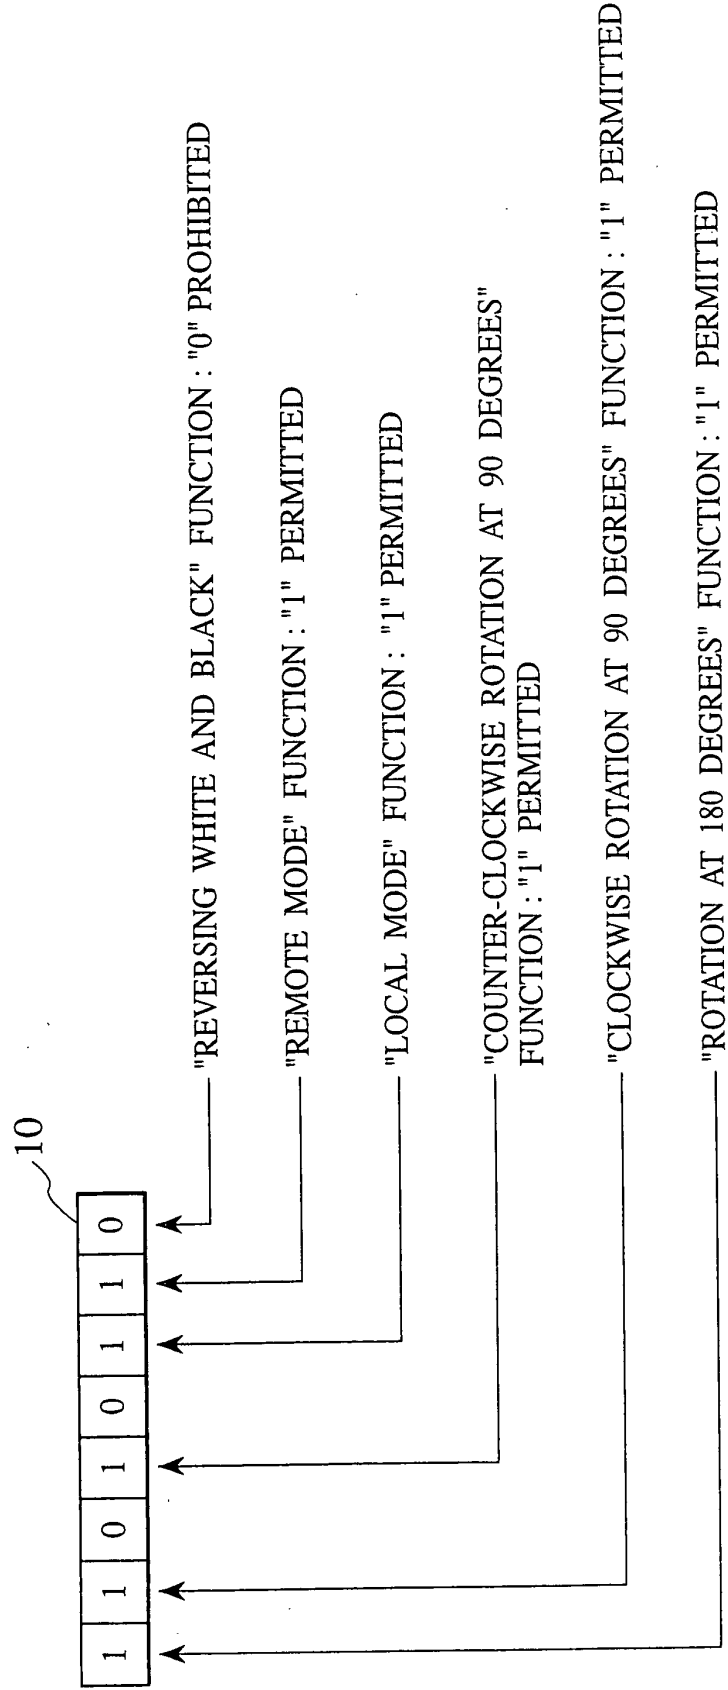 10
1 1 0 1 0 1 1 0
"REVERSING WHITE AND BLACK" FUNCTION : "0" PROHIBITED
"REMOTE MODE" FUNCTION : "1" PERMITTED
"LOCAL MODE" FUNCTION : "1" PERMITTED
"COUNTER-CLOCKWISE ROTATION AT 90 DEGREES"
FUNCTION : "1" PERMITTED
"CLOCKWISE ROTATION AT 90 DEGREES" FUNCTION : "1" PERMITTED
"ROTATION AT 180 DEGREES" FUNCTION : "1" PERMITTED